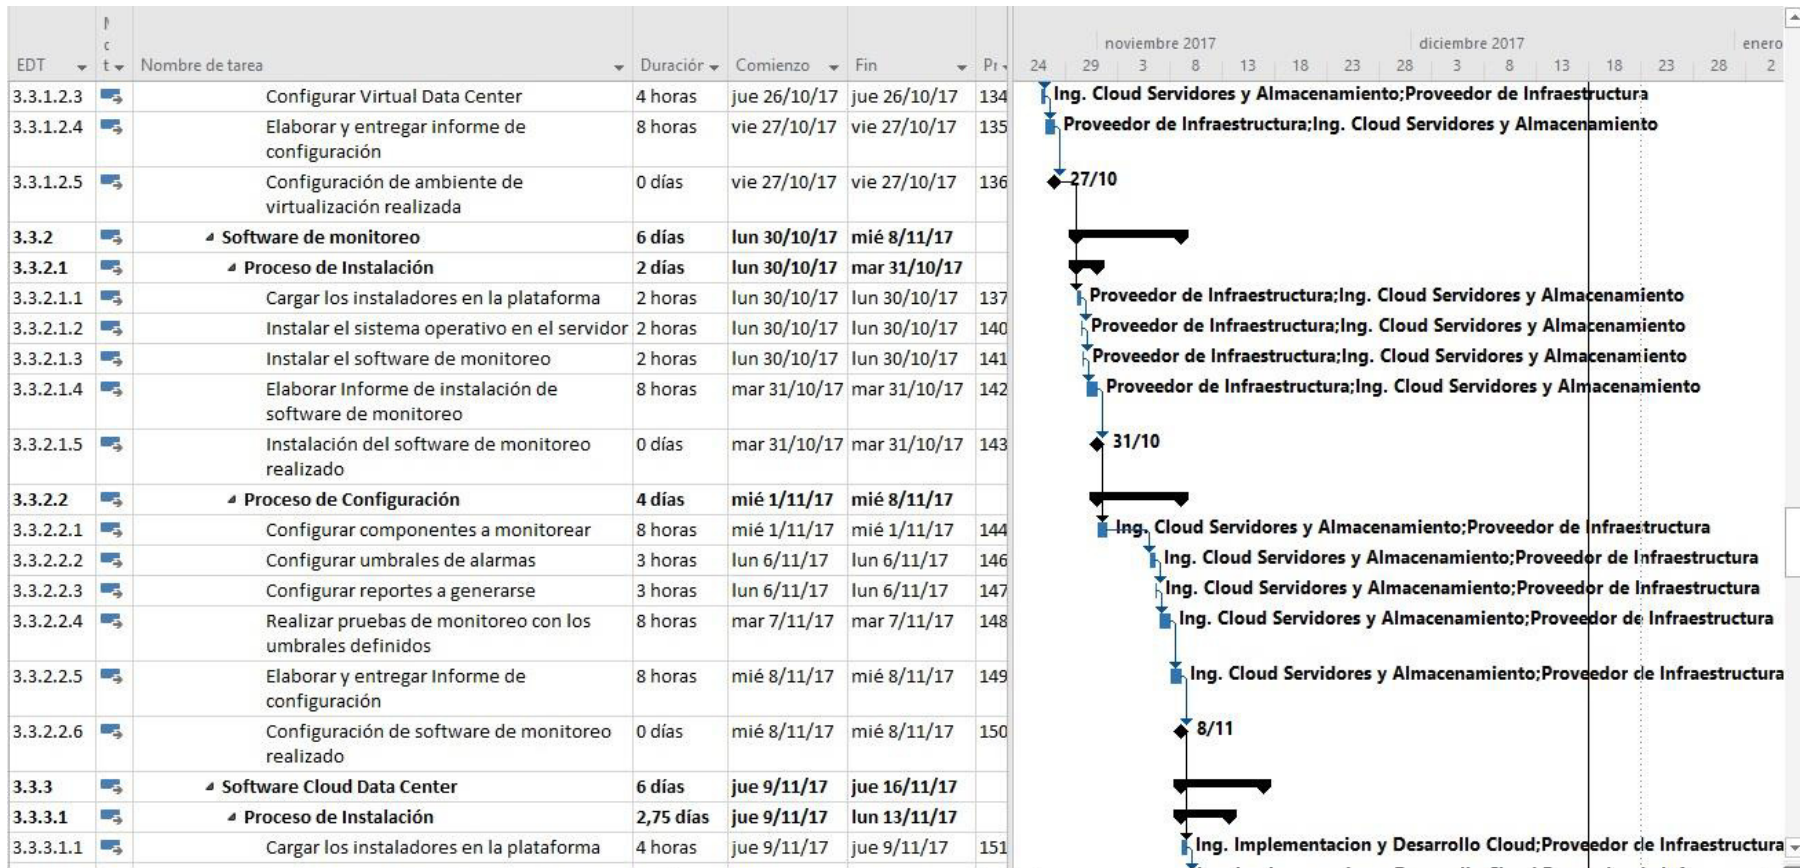 EDT M c t Nombre de tarea Duraciór Comienzo Fin Pr
noviembre 2017 diciembre 2017 enero
24 29 3 8 13 18 23 28 3 8 13 18 23 28 2
3.3.1.2.3 Configurar Virtual Data Center 4 horas jue 26/10/17 jue 26/10/17 134 Ing. Cloud Servidores y Almacenamiento;Proveedor de Infraestructura
3.3.1.2.4 Elaborar y entregar informe de 8 horas vie 27/10/17 vie 27/10/17 135 Proveedor de Infraestructura;Ing. Cloud Servidores y Almacenamiento
configuración
3.3.1.2.5 Configuración de ambiente de 0 días vie 27/10/17 vie 27/10/17 136 27/10
virtualización realizada
3.3.2 Software de monitoreo 6 días lun 30/10/17 mié 8/11/17
3.3.2.1 Proceso de Instalación 2 días lun 30/10/17 mar 31/10/17
3.3.2.1.1 Cargar los instaladores en la plataforma 2 horas lun 30/10/17 lun 30/10/17 137 Proveedor de Infraestructura;Ing. Cloud Servidores y Almacenamiento
3.3.2.1.2 Instalar el sistema operativo en el servidor 2 horas lun 30/10/17 lun 30/10/17 140 Proveedor de Infraestructura;Ing. Cloud Servidores y Almacenamiento
3.3.2.1.3 Instalar el software de monitoreo 2 horas lun 30/10/17 lun 30/10/17 141 Proveedor de Infraestructura;Ing. Cloud Servidores y Almacenamiento
3.3.2.1.4 Elaborar Informe de instalación de 8 horas mar 31/10/17 mar 31/10/17 142 Proveedor de Infraestructura;Ing. Cloud Servidores y Almacenamiento
software de monitoreo
3.3.2.1.5 Instalación del software de monitoreo 0 días mar 31/10/17 mar 31/10/17 143 31/10
realizado
3.3.2.2 Proceso de Configuración 4 días mié 1/11/17 mié 8/11/17
3.3.2.2.1 Configurar componentes a monitorear 8 horas mié 1/11/17 mié 1/11/17 144 Ing. Cloud Servidores y Almacenamiento;Proveedor de Infraestructura
3.3.2.2.2 Configurar umbrales de alarmas 3 horas lun 6/11/17 lun 6/11/17 146 Ing. Cloud Servidores y Almacenamiento;Proveedor de Infraestructura
3.3.2.2.3 Configurar reportes a generarse 3 horas lun 6/11/17 lun 6/11/17 147 Ing. Cloud Servidores y Almacenamiento;Proveedor de Infraestructura
3.3.2.2.4 Realizar pruebas de monitoreo con los 8 horas mar 7/11/17 mar 7/11/17 148 Ing. Cloud Servidores y Almacenamiento;Proveedor de Infraestructura
umbrales definidos
3.3.2.2.5 Elaborar y entregar Informe de 8 horas mié 8/11/17 mié 8/11/17 149 Ing. Cloud Servidores y Almacenamiento;Proveedor de Infraestructura
configuración
3.3.2.2.6 Configuración de software de monitoreo 0 días mié 8/11/17 mié 8/11/17 150 8/11
realizado
3.3.3 Software Cloud Data Center 6 días jue 9/11/17 jue 16/11/17
3.3.3.1 Proceso de Instalación 2,75 días jue 9/11/17 lun 13/11/17
3.3.3.1.1 Cargar los instaladores en la plataforma 4 horas jue 9/11/17 jue 9/11/17 151 Ing. Implementacion y Desarrollo Cloud;Proveedor de Infraestructura